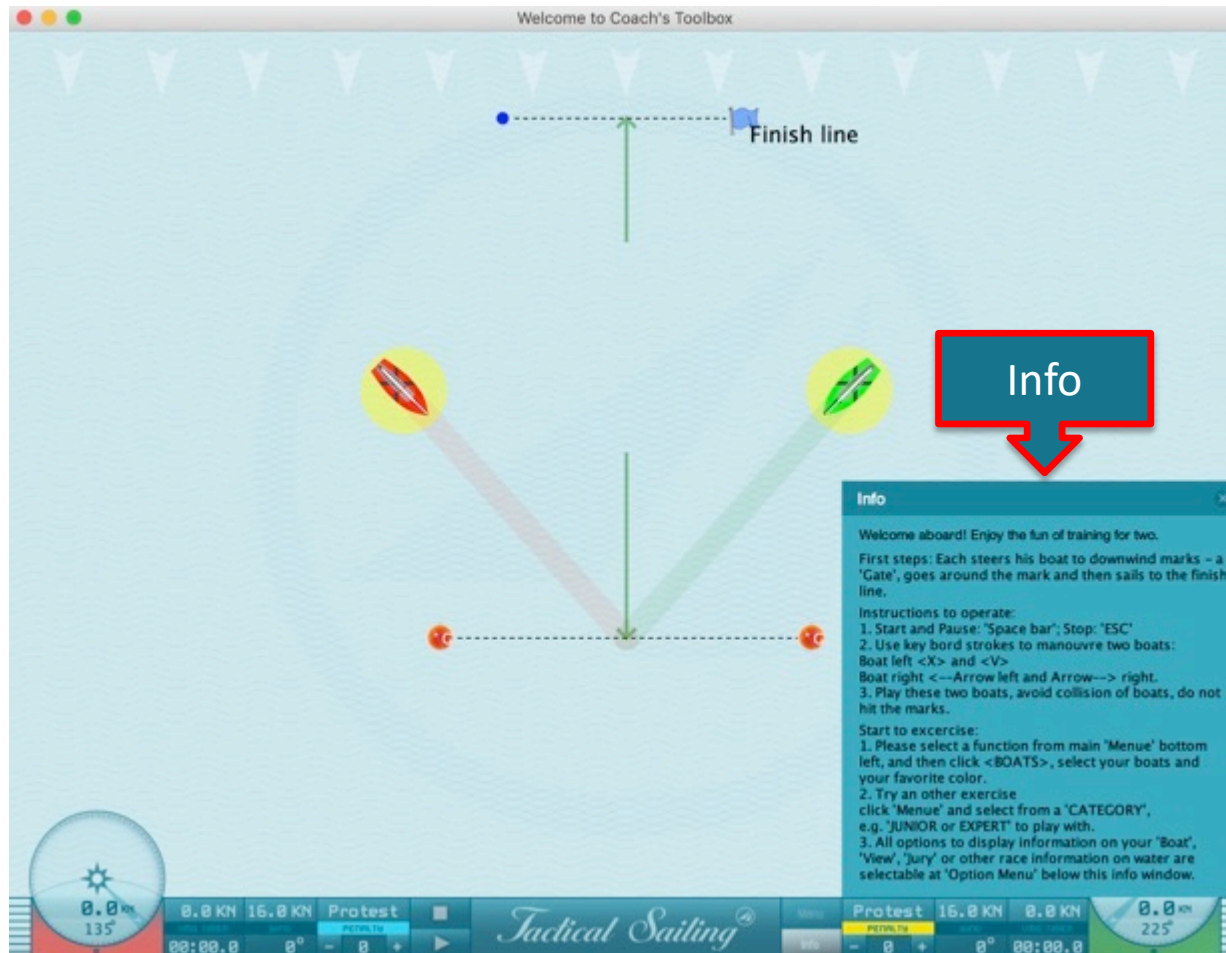 Welcome to Coach's Toolbox
Finish line
Info
Info
Welcome aboard! Enjoy the fun of training for two.
First steps: Each steers his boat to downwind marks – a
'Gate', goes around the mark and then sails to the finish
line.
Instructions to operate:
1. Start and Pause: 'Space bar'; Stop: 'ESC'
2. Use key bord strokes to manouvre two boats:
Boat left <X> and <V>
Boat right <--Arrow left and Arrow--> right.
3. Play these two boats, avoid collision of boats, do not
hit the marks.
Start to excercise:
1. Please select a function from main 'Menue' bottom
left, and then click <BOATS>, select your boats and
your favorite color.
2. Try an other exercise
click 'Menue' and select from a 'CATEGORY',
e.g. 'JUNIOR or EXPERT' to play with.
3. All options to display information on your 'Boat',
'View', 'Jury' or other race information on water are
selectable at 'Option Menu' below this info window.
0.0 KN
135°
0.0 KN 16.0 KN Protest
PENALTY
00:00.0 0° - 0 +
Tactical Sailing
Menu
Info
Protest 16.0 KN 0.0 KN
PENALTY
- 0 + 0° 00:00.0
0.0 KN
225°